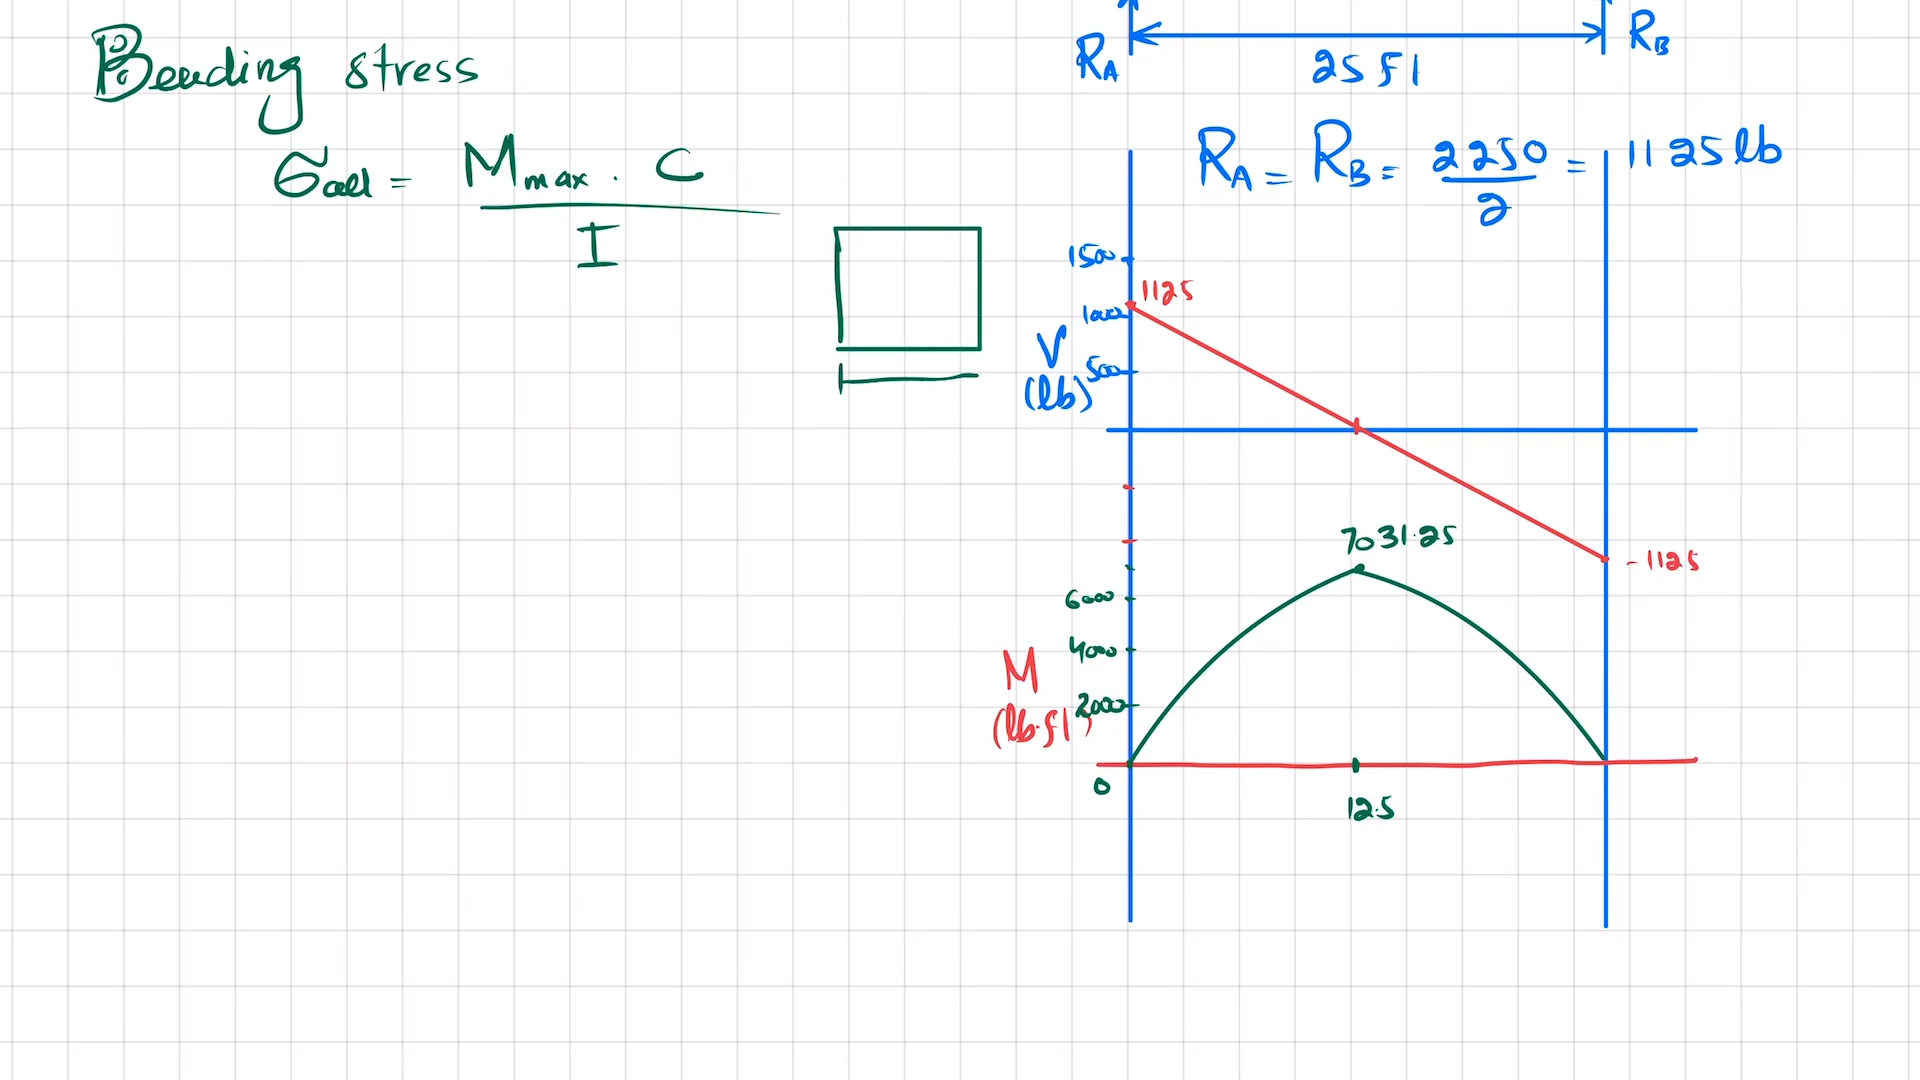 Bending stress
σall = Mmax . C
I
RA
25 ft
RB
RA = RB = 2250 = 1125 lb
2
1500
1125
1000
V
(lb)
500
-1125
7031.25
6000
4000
M
(lb.ft)
2000
0
12.5